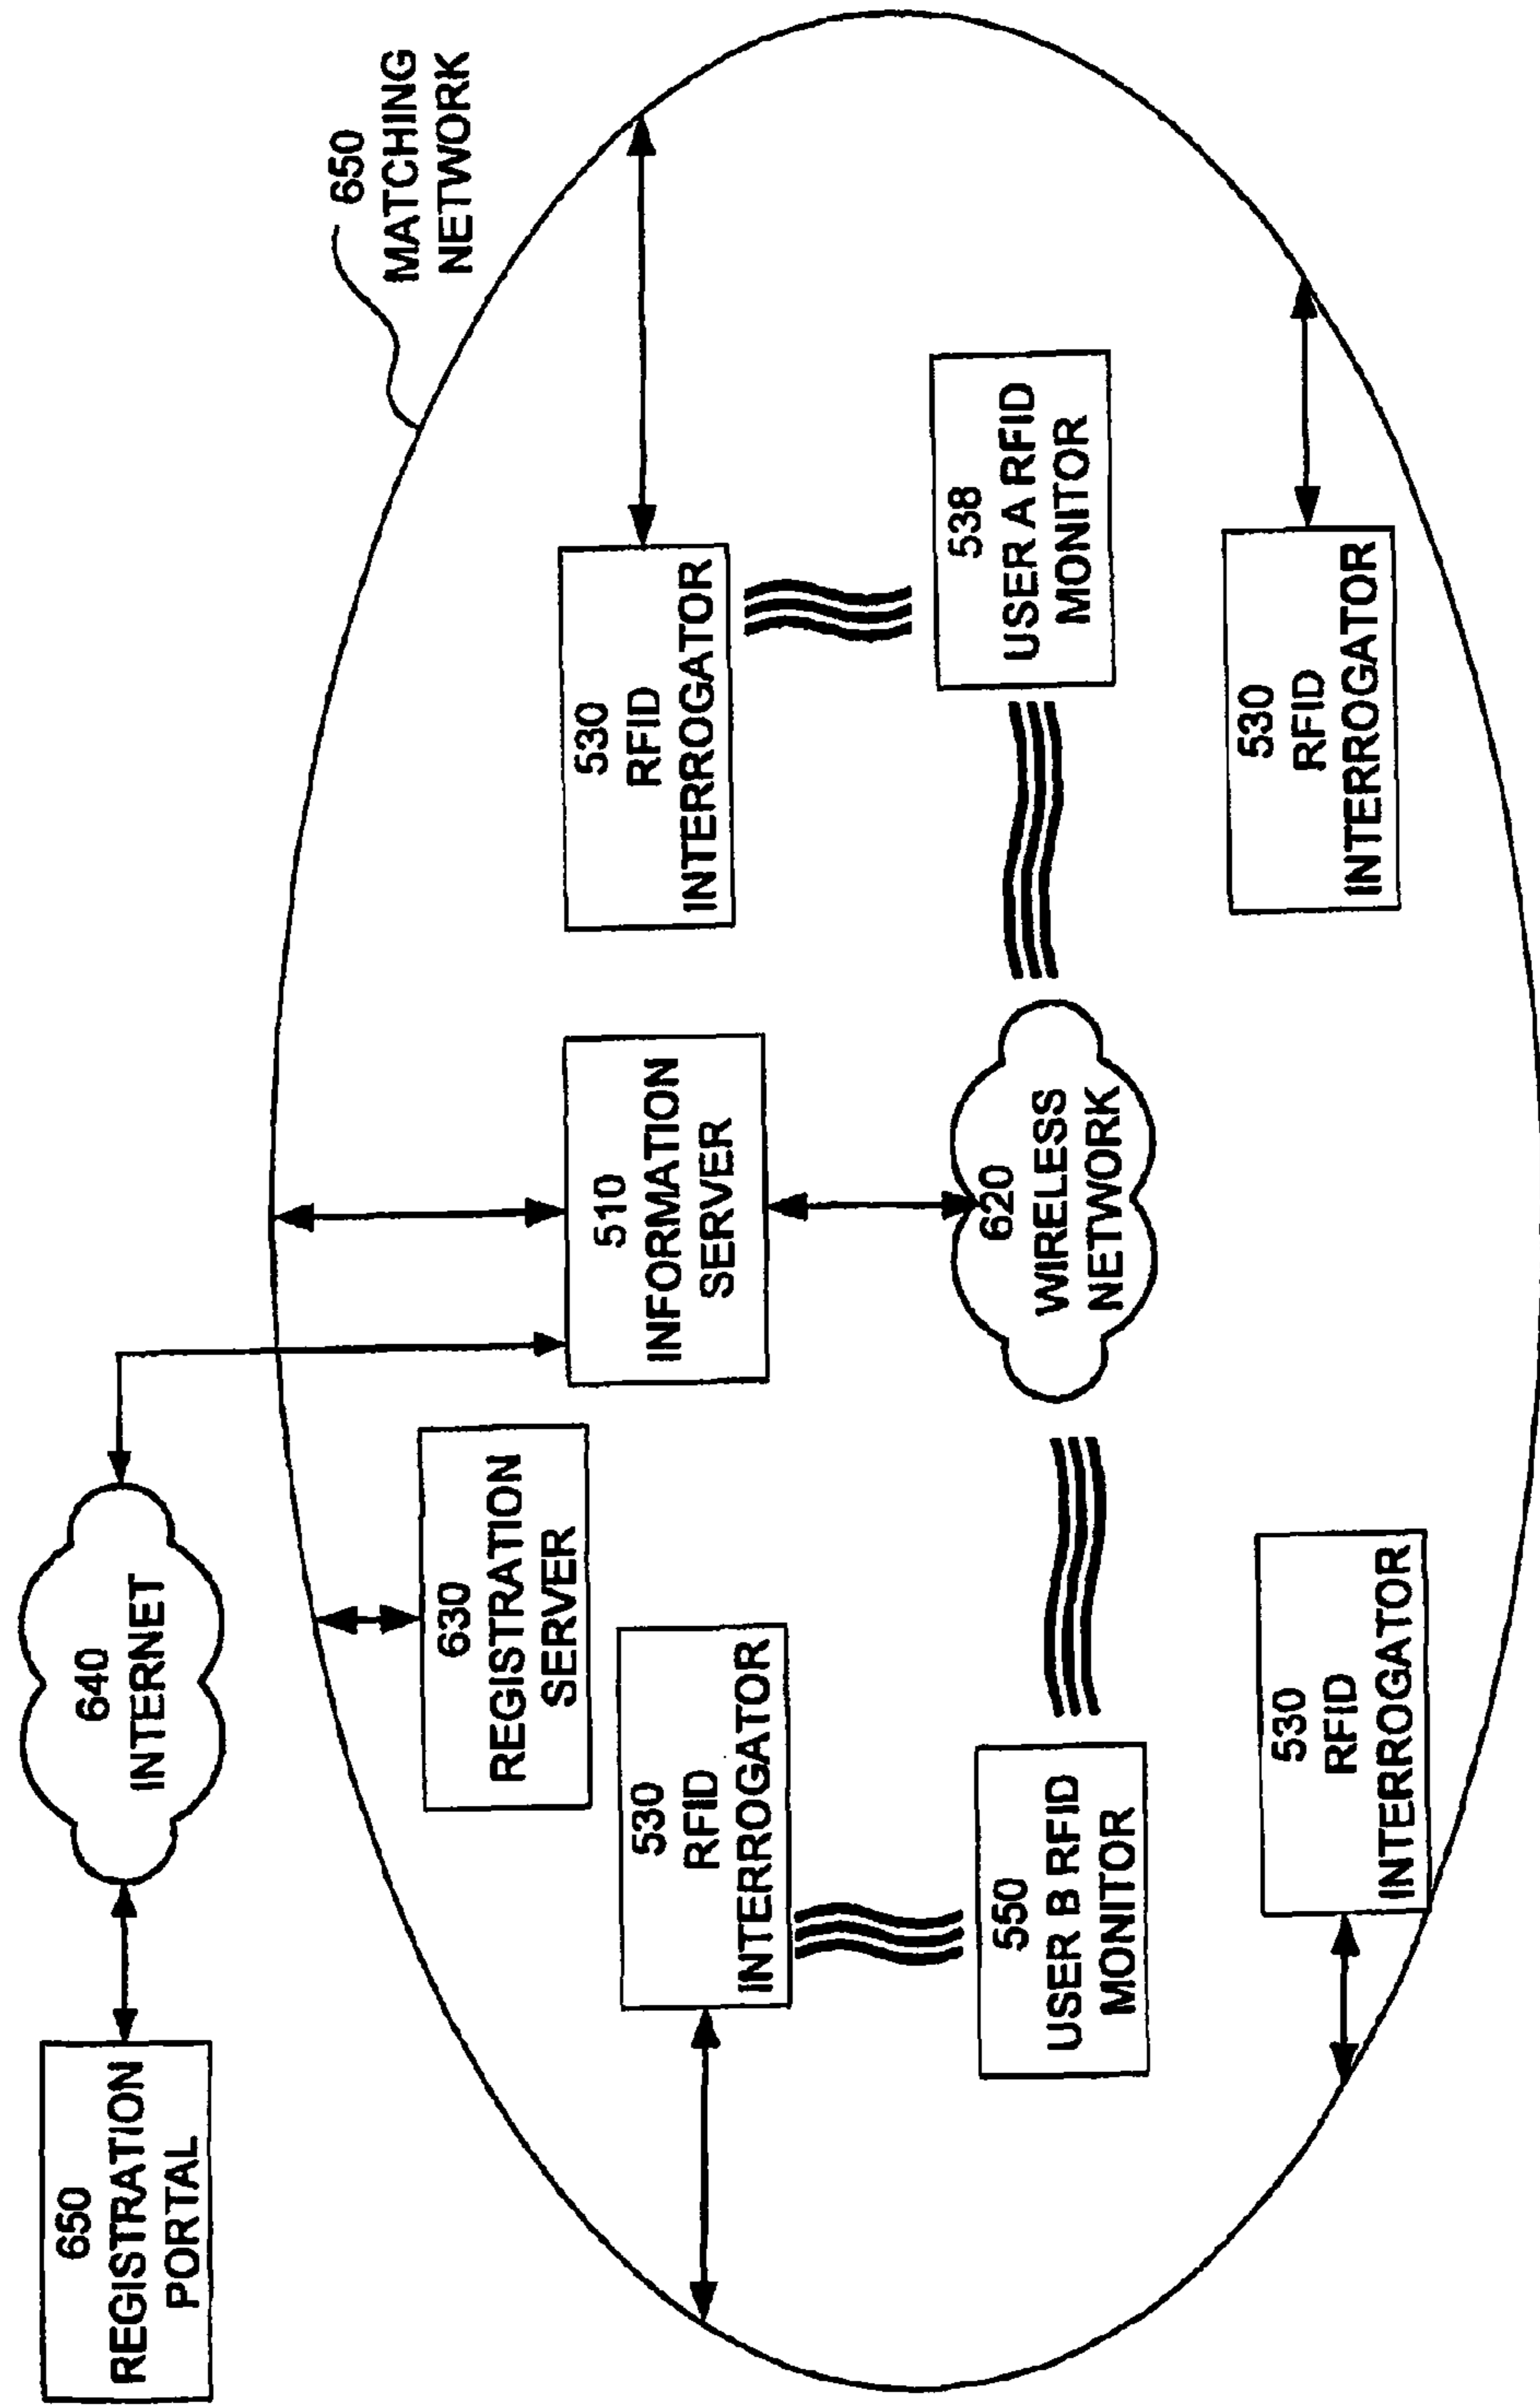 650
REGISTRATION
PORTAL
640
INTERNET
650
MATCHING
NETWORK
630
REGISTRATION
SERVER
510
INFORMATION
SERVER
530
RFID
INTERROGATOR
530
RFID
INTERROGATOR
550
USER B RFID
MONITOR
620
WIRELESS
NETWORK
538
USER A RFID
MONITOR
530
RFID
INTERROGATOR
530
RFID
INTERROGATOR